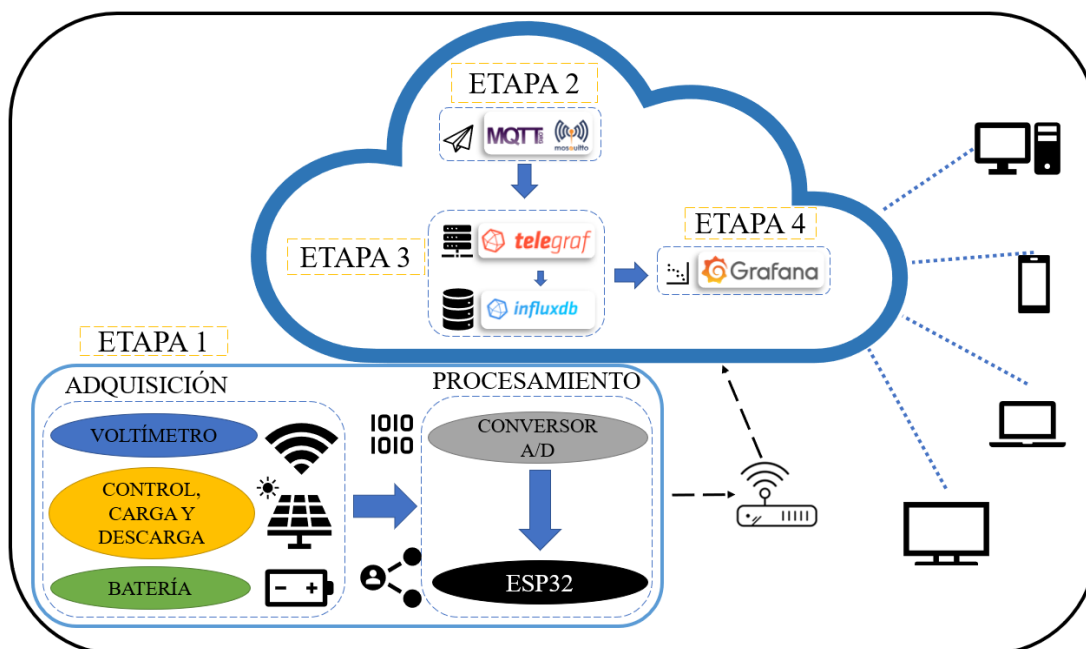 ETAPA 2
MQTT
mosquitto
ETAPA 3
telegraf
influxdb
ETAPA 4
Grafana
ETAPA 1
ADQUISICIÓN
VOLTÍMETRO
CONTROL,
CARGA Y
DESCARGA
BATERÍA
1010
1010
PROCESAMIENTO
CONVERSOR
A/D
ESP32